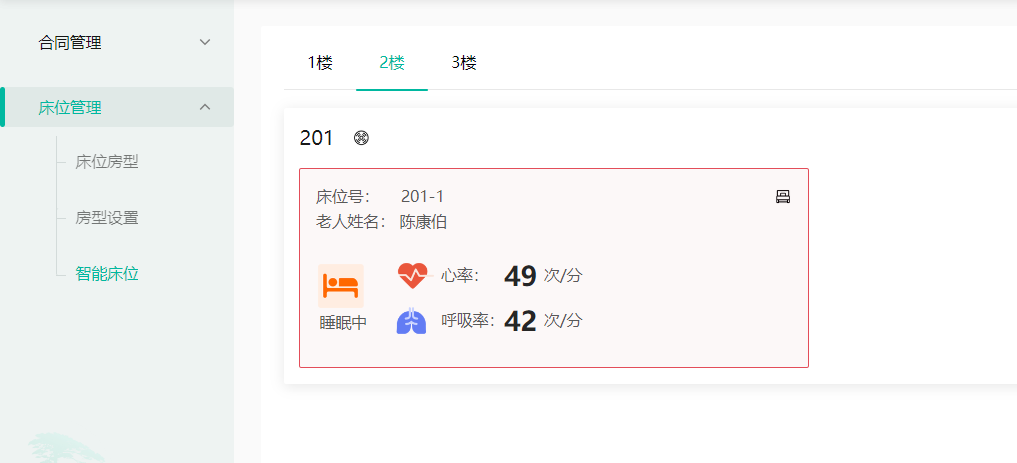 合同管理
床位管理
床位房型
房型设置
智能床位
1楼 2楼 3楼
201
床位号： 201-1
老人姓名： 陈康伯
睡眠中
心率： 49 次/分
呼吸率： 42 次/分